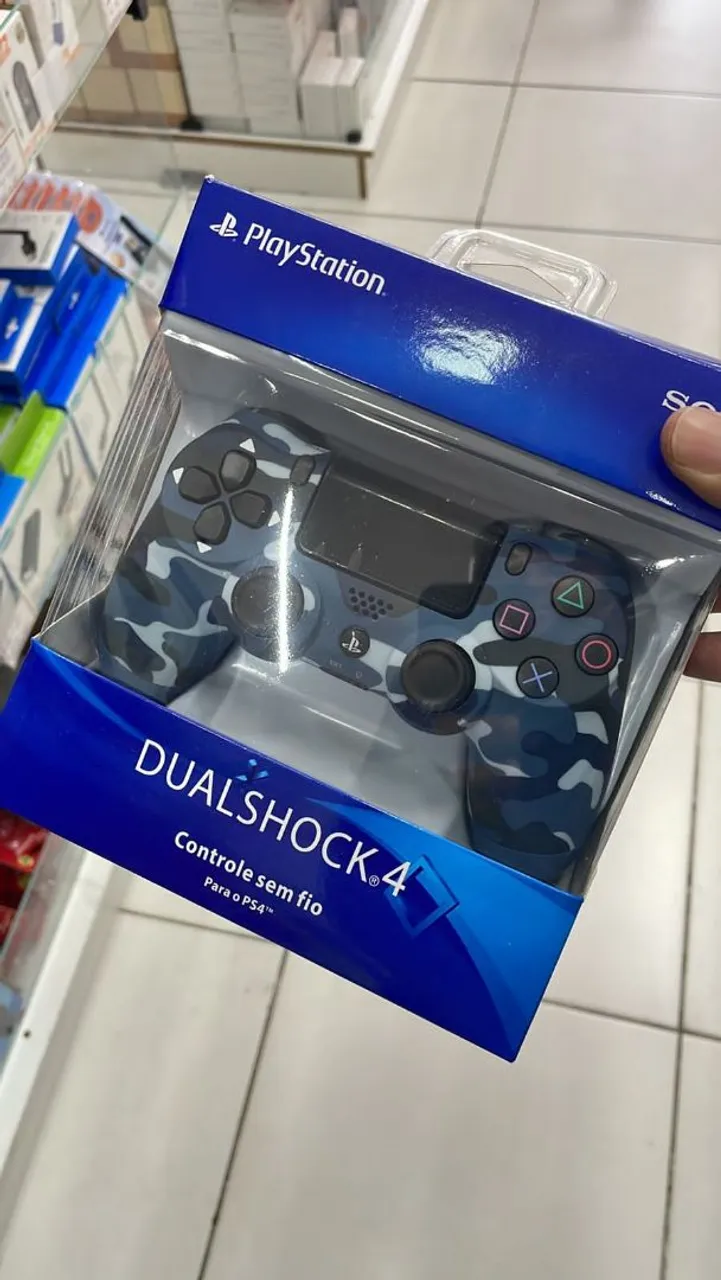 PlayStation
DUALSHOCK®4
Controle sem fio
Para o PS4™